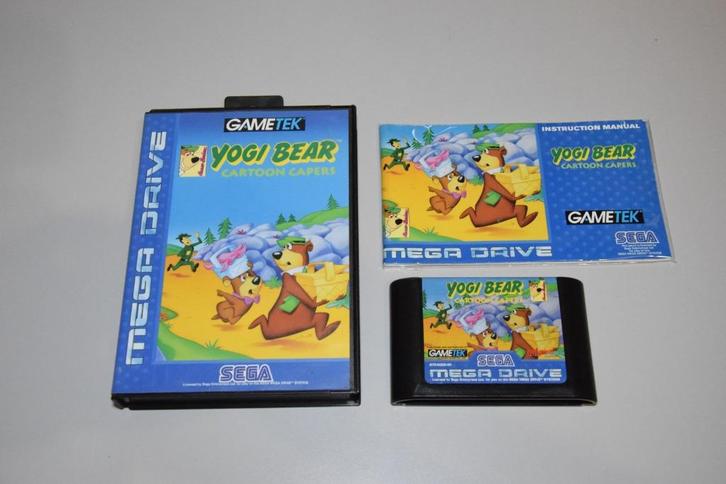 GAMETEK
YOGI BEAR
CARTOON CAPERS
MEGA DRIVE
SEGA
INSTRUCTION MANUAL
YOGI BEAR
CARTOON CAPERS
GAMETEK
SEGA
MEGA DRIVE
YOGI BEAR
CARTOON CAPERS
GAMETEK
SEGA
MEGA DRIVE